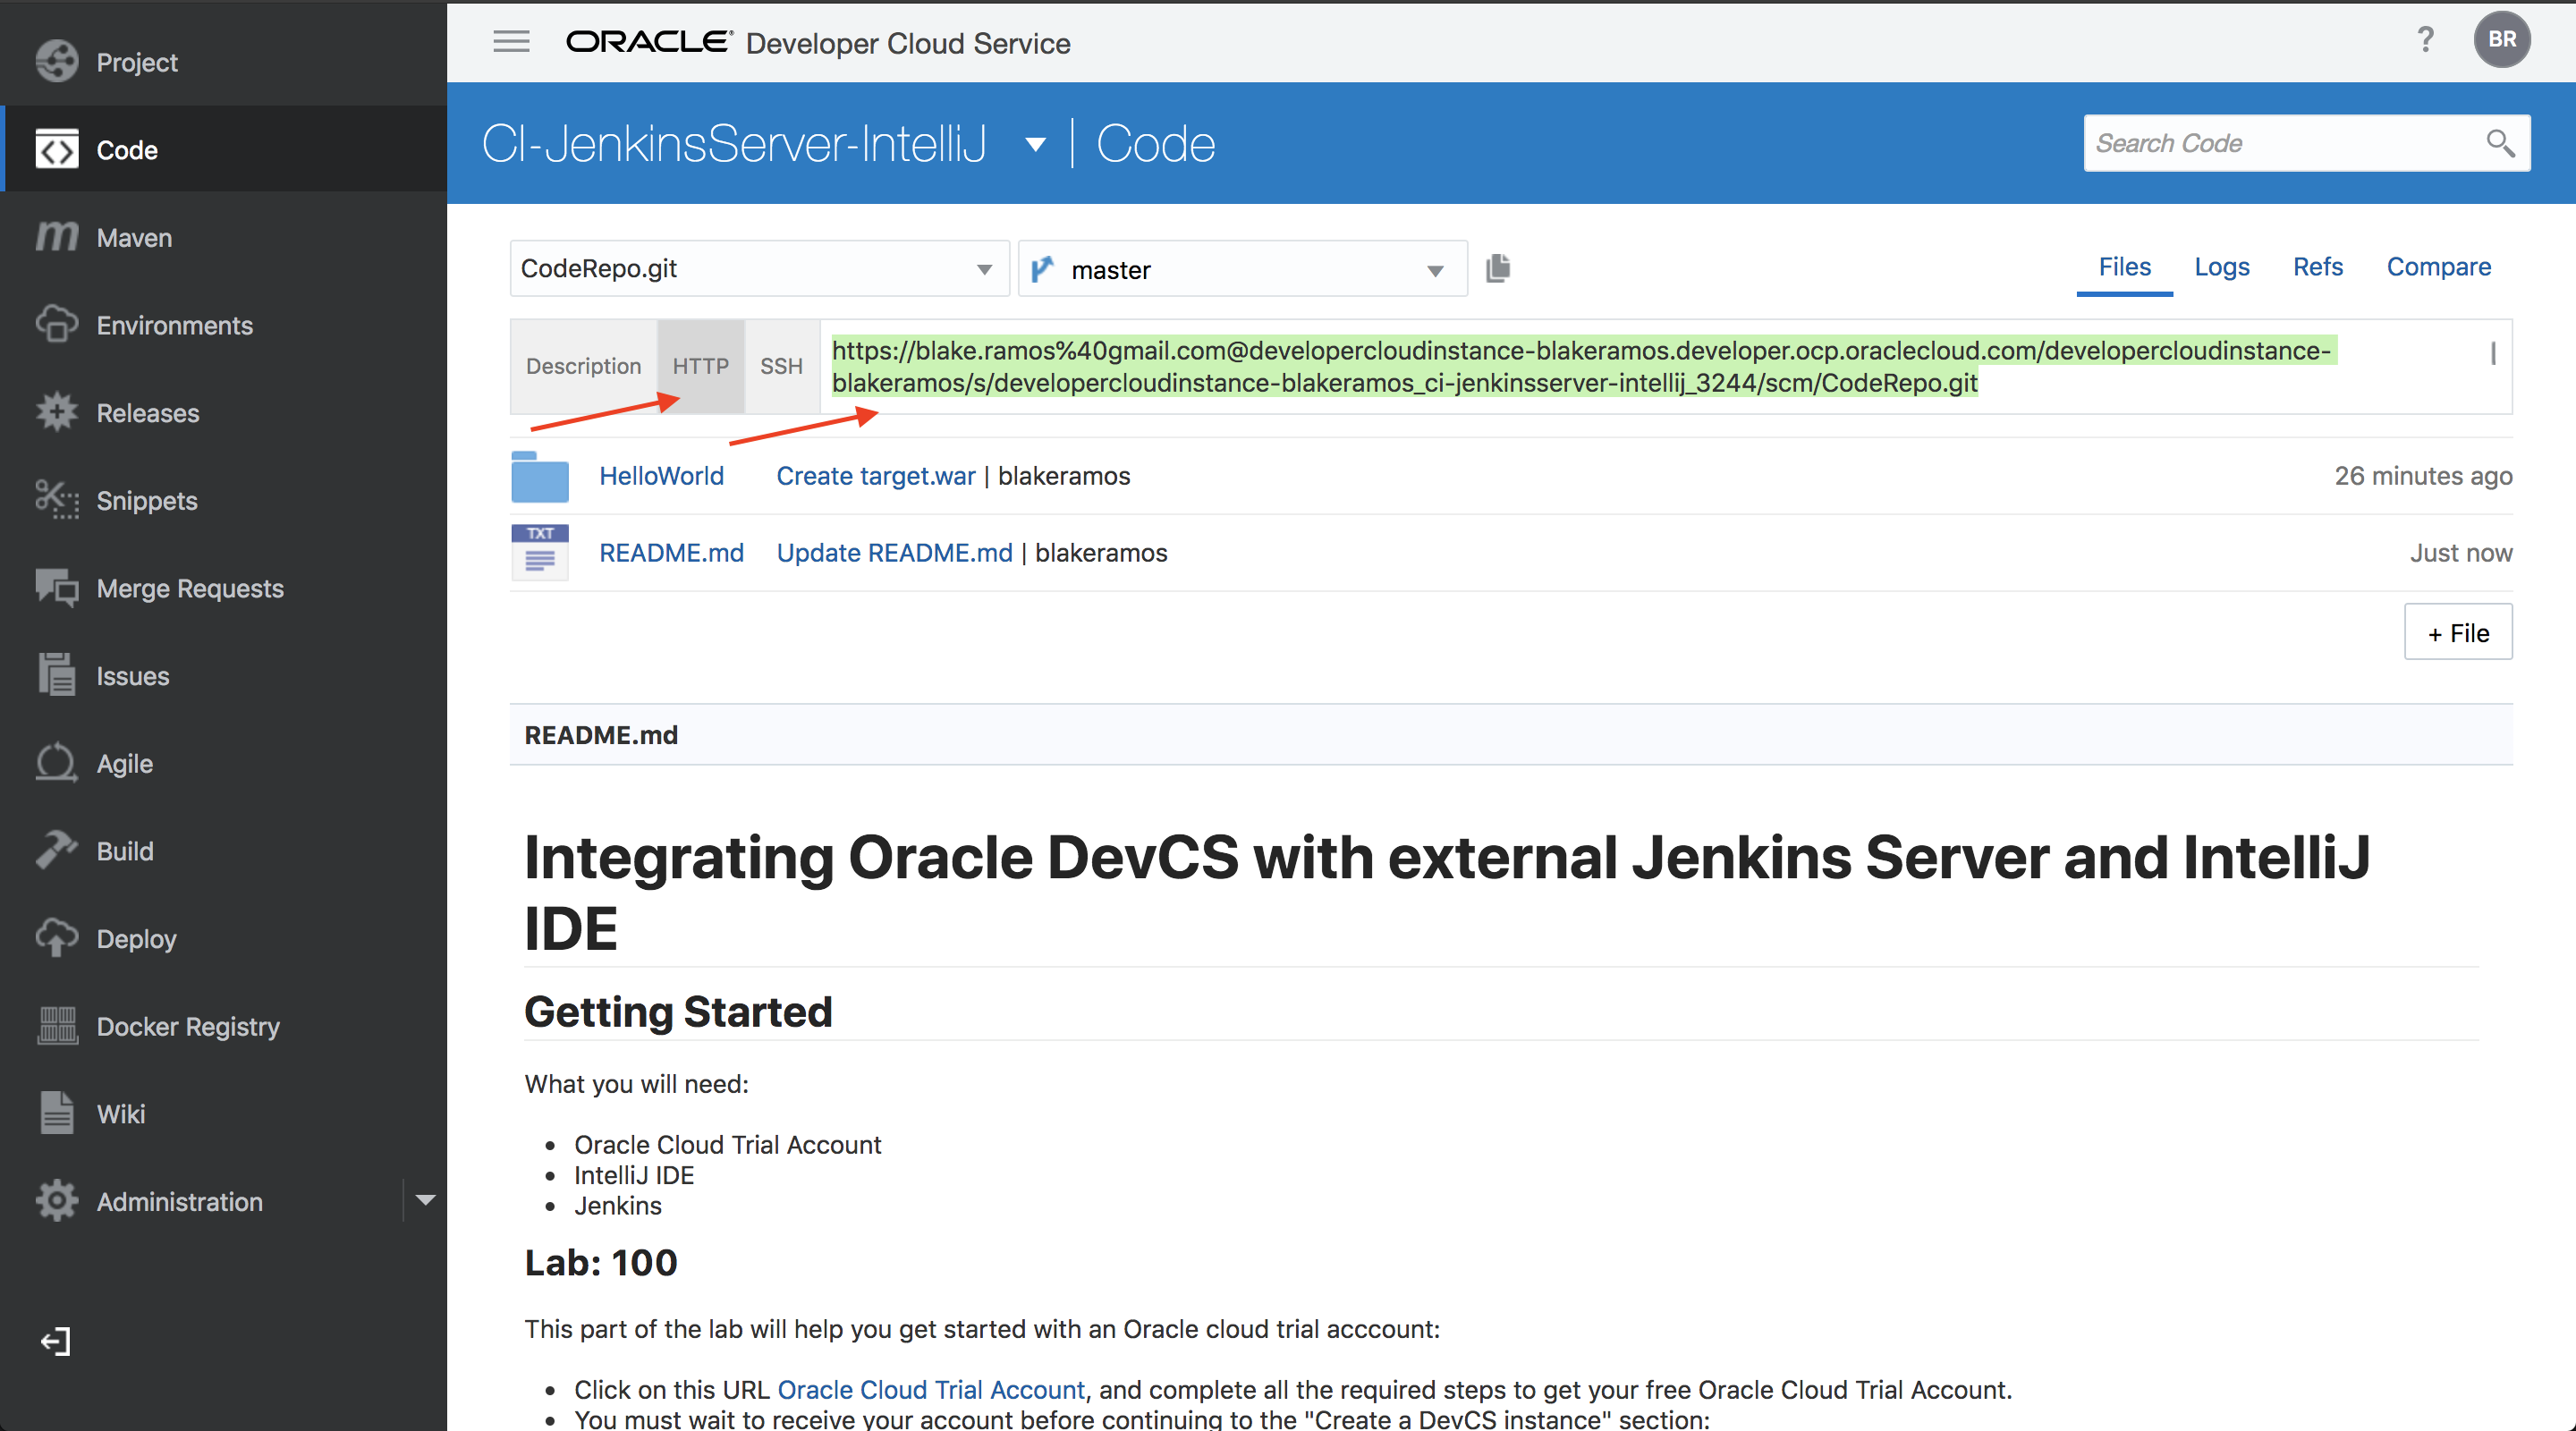 Project
Code
Maven
Environments
Releases
Snippets
Merge Requests
Issues
Agile
Build
Deploy
Docker Registry
Wiki
Administration
ORACLE® Developer Cloud Service
?
BR
CI-JenkinsServer-IntelliJ | Code
Search Code
CodeRepo.git
master
Files Logs Refs Compare
Description HTTP SSH
https://blake.ramos%40gmail.com@developercloudinstance-blakeramos.developer.ocp.oraclecloud.com/developercloudinstance-
blakeramos/s/developercloudinstance-blakeramos_ci-jenkinsserver-intellij_3244/scm/CodeRepo.git
HelloWorld Create target.war | blakeramos 26 minutes ago
TXT
README.md Update README.md | blakeramos Just now
+ File
README.md
Integrating Oracle DevCS with external Jenkins Server and IntelliJ
IDE
Getting Started
What you will need:
• Oracle Cloud Trial Account
• IntelliJ IDE
• Jenkins
Lab: 100
This part of the lab will help you get started with an Oracle cloud trial acccount:
• Click on this URL Oracle Cloud Trial Account, and complete all the required steps to get your free Oracle Cloud Trial Account.
• You must wait to receive your account before continuing to the "Create a DevCS instance" section: